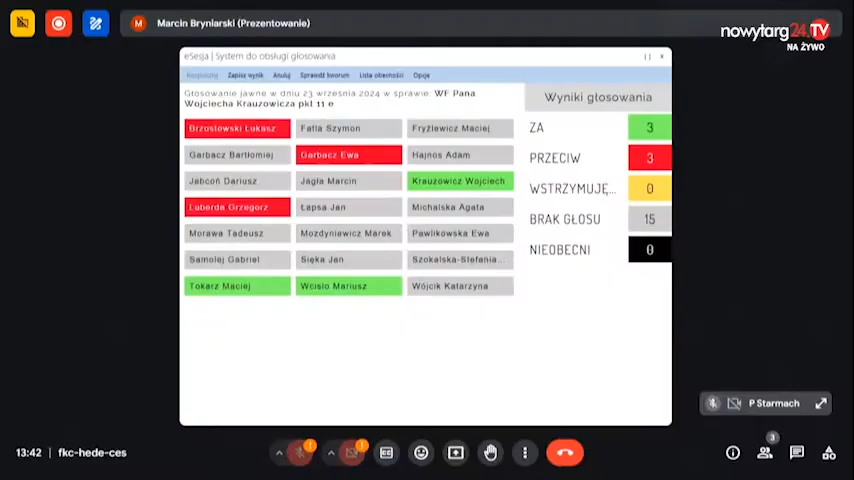 M Marcin Bryniarski (Prezentowanie)
nowytarg24.TV
NA ŻYWO
eSesja | System do obsługi głosowania
Rozpocznij Zapisz wynik Anuluj Sprawdź kworum Lista obecności Opcje
Głosowanie jawne w dniu 23 września 2024 w sprawie: WF Pana
Wojciecha Krauzowicza pkt 11 e
Wyniki głosowania
Brzostowski Łukasz Fatla Szymon Fryźlewicz Maciej
Garbacz Bartłomiej Garbacz Ewa Hajnos Adam
Jabcoń Dariusz Jagła Marcin Krauzowicz Wojciech
Luberda Grzegorz Łapsa Jan Michalska Agata
Morawa Tadeusz Mozdyniewicz Marek Pawlikowska Ewa
Samolej Gabriel Sięka Jan Szokalska-Stefania...
Tokarz Maciej Wcisło Mariusz Wójcik Katarzyna
ZA 3
PRZECIW 3
WSTRZYMUJĘ... 0
BRAK GŁOSU 15
NIEOBECNI 0
P Starmach
13:42 | fkc-hede-ces
3